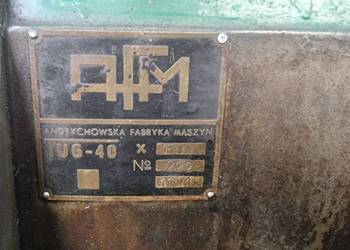 AFM
ANDRYCHOWSKA FABRYKA MASZYN
TUG-40 X
№